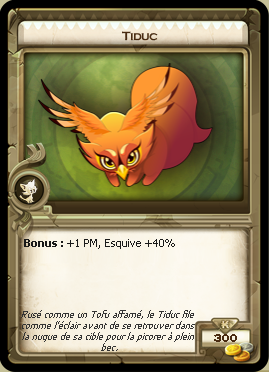 Tiduc
Bonus : +1 PM, Esquive +40%
Rusé comme un Tofu affamé, le Tiduc file
comme l'éclair avant de se retrouver dans
la nuque de sa cible pour la picorer à plein
bec.
K
300